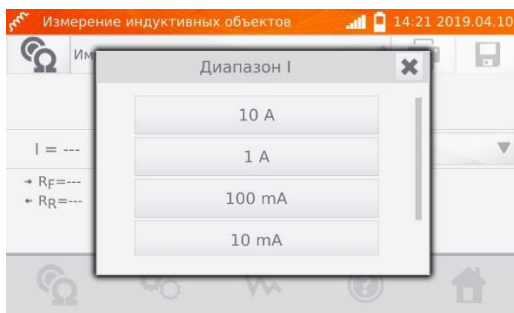 Измерение индуктивных объектов 14:21 2019.04.10
Им
Диапазон I
10 A
I = ---
1 A
→ RF=---
← RR=---
100 mA
10 mA